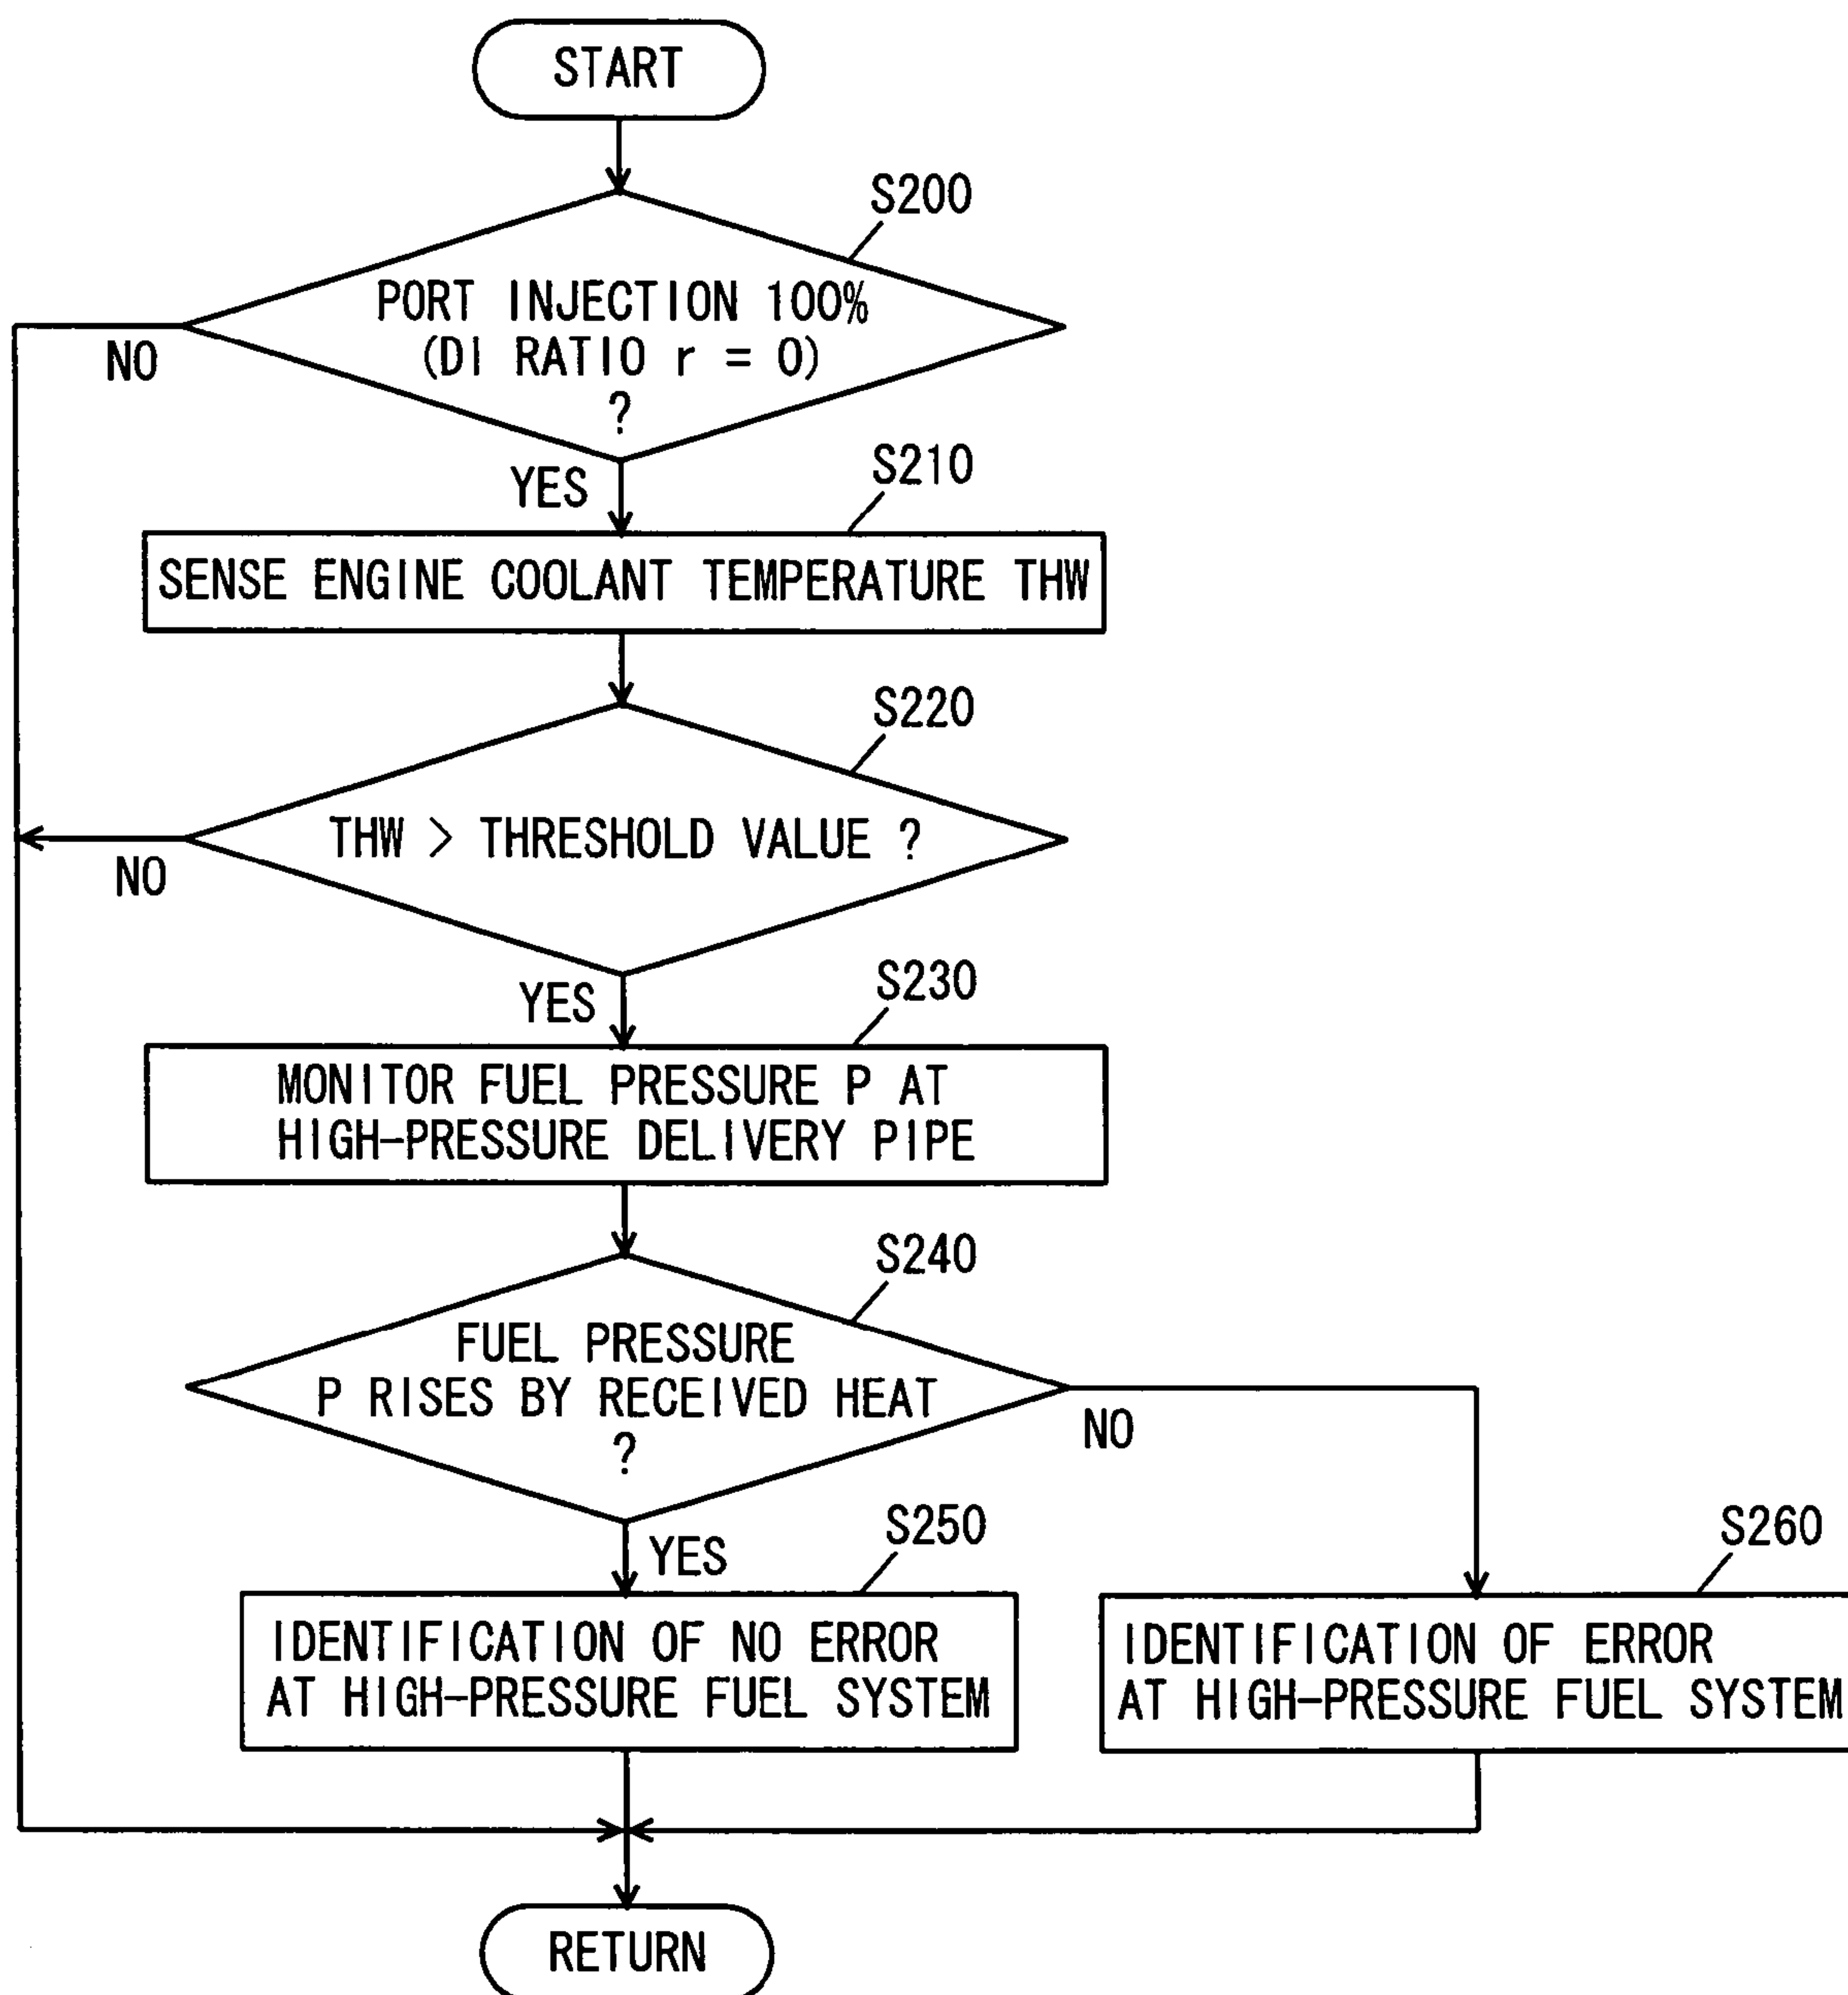 START
S200
PORT INJECTION 100%
(DI RATIO r = 0)
?
NO
YES
S210
SENSE ENGINE COOLANT TEMPERATURE THW
S220
THW > THRESHOLD VALUE ?
NO
YES
S230
MONITOR FUEL PRESSURE P AT
HIGH-PRESSURE DELIVERY PIPE
S240
FUEL PRESSURE
P RISES BY RECEIVED HEAT
?
NO
YES
S250
IDENTIFICATION OF NO ERROR
AT HIGH-PRESSURE FUEL SYSTEM
S260
IDENTIFICATION OF ERROR
AT HIGH-PRESSURE FUEL SYSTEM
RETURN